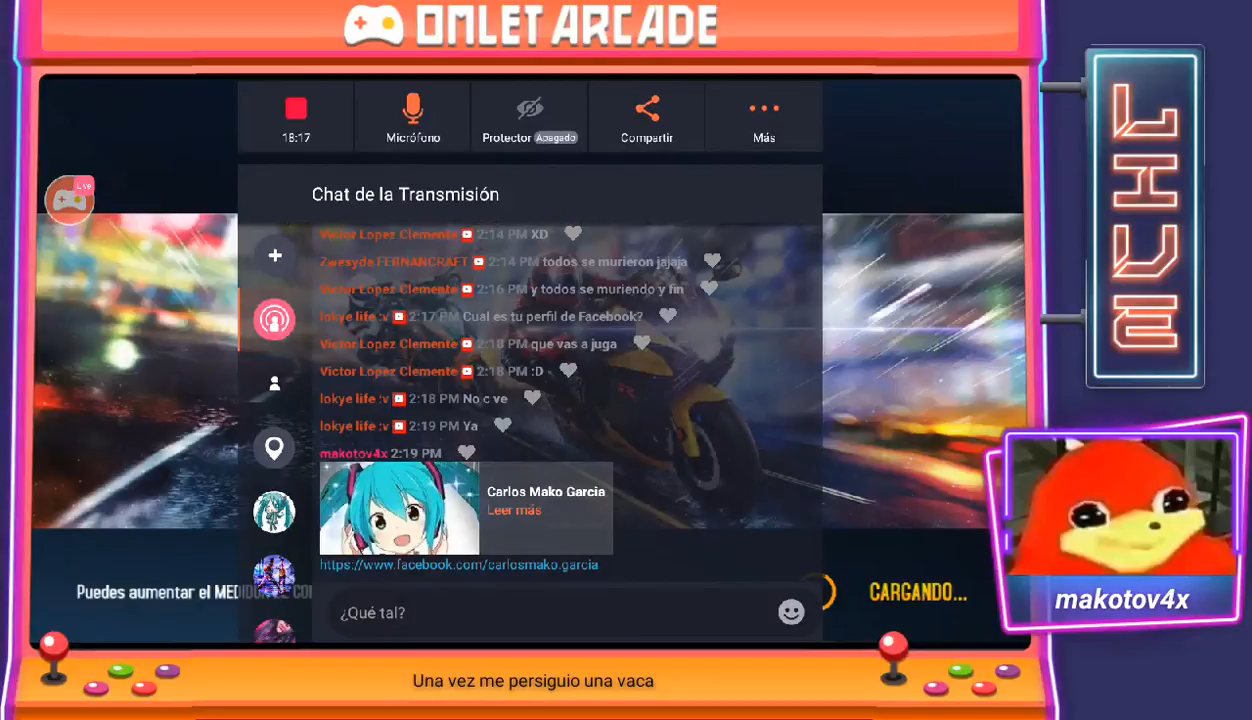 OMLET ARCADE
LIVE
18:17
Micrófono
Protector Apagado
Compartir
Más
Live
Chat de la Transmisión
Victor Lopez Clemente 2:14 PM XD
Zwesyde FERNANCRAFT 2:14 PM todos se murieron jajaja
Victor Lopez Clemente 2:16 PM y todos se muriendo y fin
lokye life :v 2:17 PM Cual es tu perfil de Facebook?
Victor Lopez Clemente 2:18 PM que vas a juga
Victor Lopez Clemente 2:18 PM :D
lokye life :v 2:18 PM No c ve
lokye life :v 2:19 PM Ya
makotov4x 2:19 PM
Carlos Mako Garcia
Leer más
https://www.facebook.com/carlosmako.garcia
Puedes aumentar el
¿Qué tal?
CARGANDO...
makotov4x
Una vez me persiguio una vaca